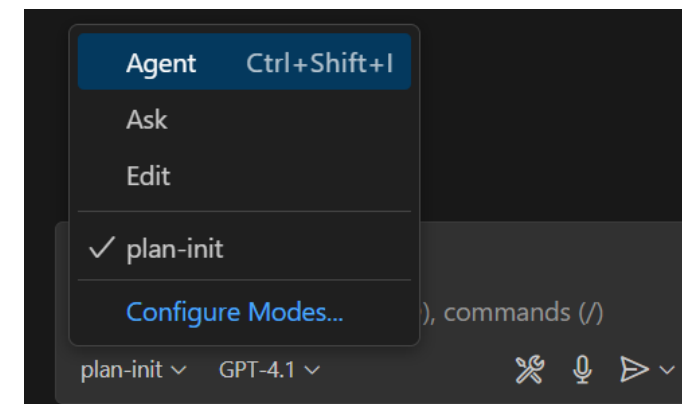 Agent Ctrl+Shift+I
Ask
Edit
plan-init
Configure Modes...
), commands (/)
plan-init GPT-4.1